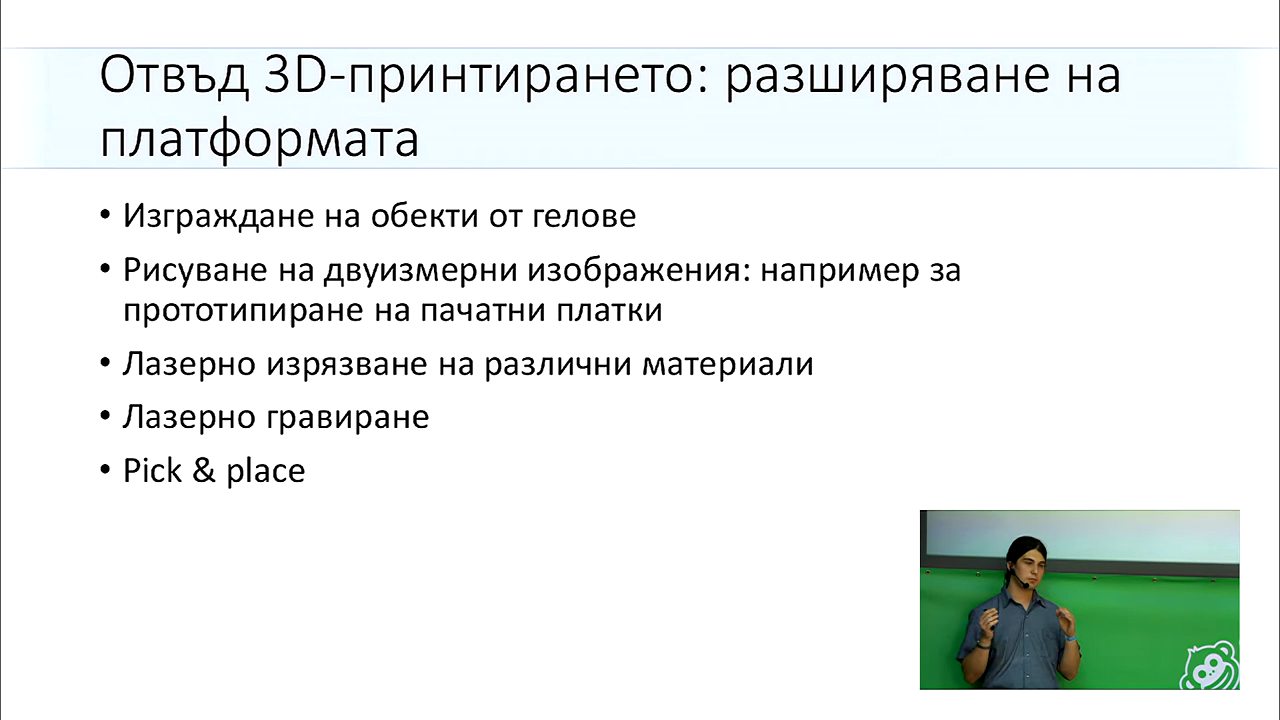 Отвъд 3D-принтирането: разширяване на
платформата
• Изграждане на обекти от гелове
• Рисуване на двуизмерни изображения: например за
прототипиране на пачатни платки
• Лазерно изрязване на различни материали
• Лазерно гравиране
• Pick & place